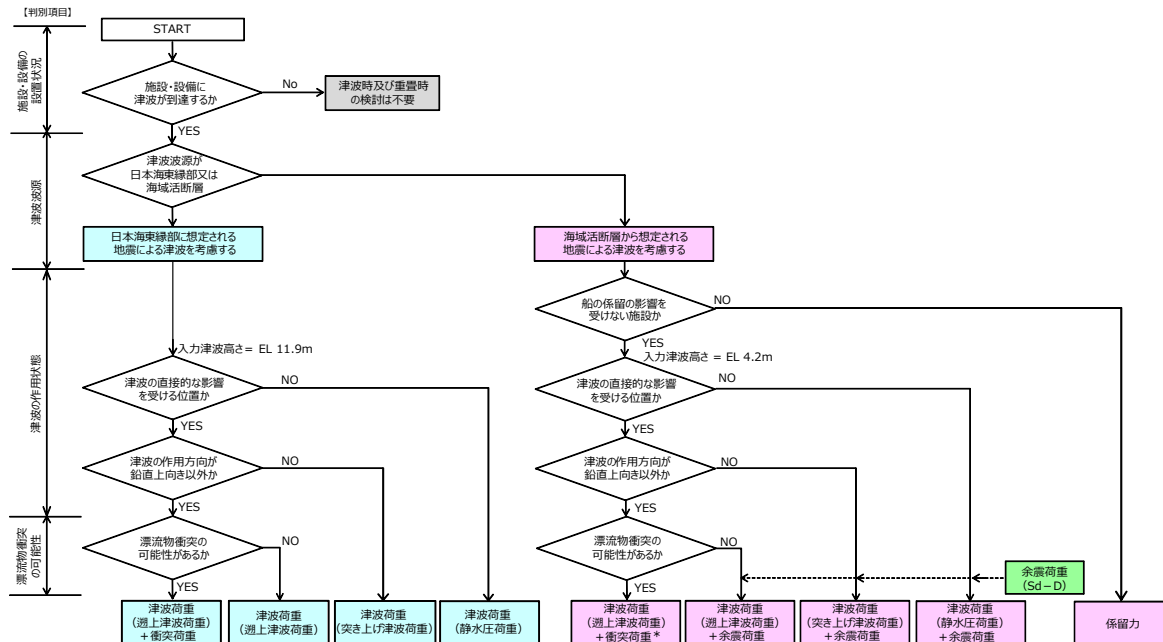 【判別項目】
施設・設備の
設置状況
津波波源
津波の作用状態
漂流物衝突
の可能性
START
施設・設備に
津波が到達するか
No
津波時及び重畳時
の検討は不要
YES
津波波源が
日本海東縁部又は
海域活断層
日本海東縁部に想定される
地震による津波を考慮する
海域活断層から想定される
地震による津波を考慮する
船の係留の影響を
受けない施設か
NO
YES
入力津波高さ= EL 11.9m
入力津波高さ = EL 4.2m
津波の直接的な影響
を受ける位置か
NO
YES
津波の直接的な影響
を受ける位置か
NO
YES
津波の作用方向が
鉛直上向き以外か
NO
YES
津波の作用方向が
鉛直上向き以外か
NO
YES
漂流物衝突の
可能性があるか
NO
YES
漂流物衝突の
可能性があるか
NO
YES
余震荷重
(Sd－D)
津波荷重
(遡上津波荷重)
＋衝突荷重
津波荷重
(遡上津波荷重)
津波荷重
(突き上げ津波荷重)
津波荷重
(静水圧荷重)
津波荷重
(遡上津波荷重)
＋衝突荷重*
津波荷重
(遡上津波荷重)
＋余震荷重
津波荷重
(突き上げ津波荷重)
＋余震荷重
津波荷重
(静水圧荷重)
＋余震荷重
係留力